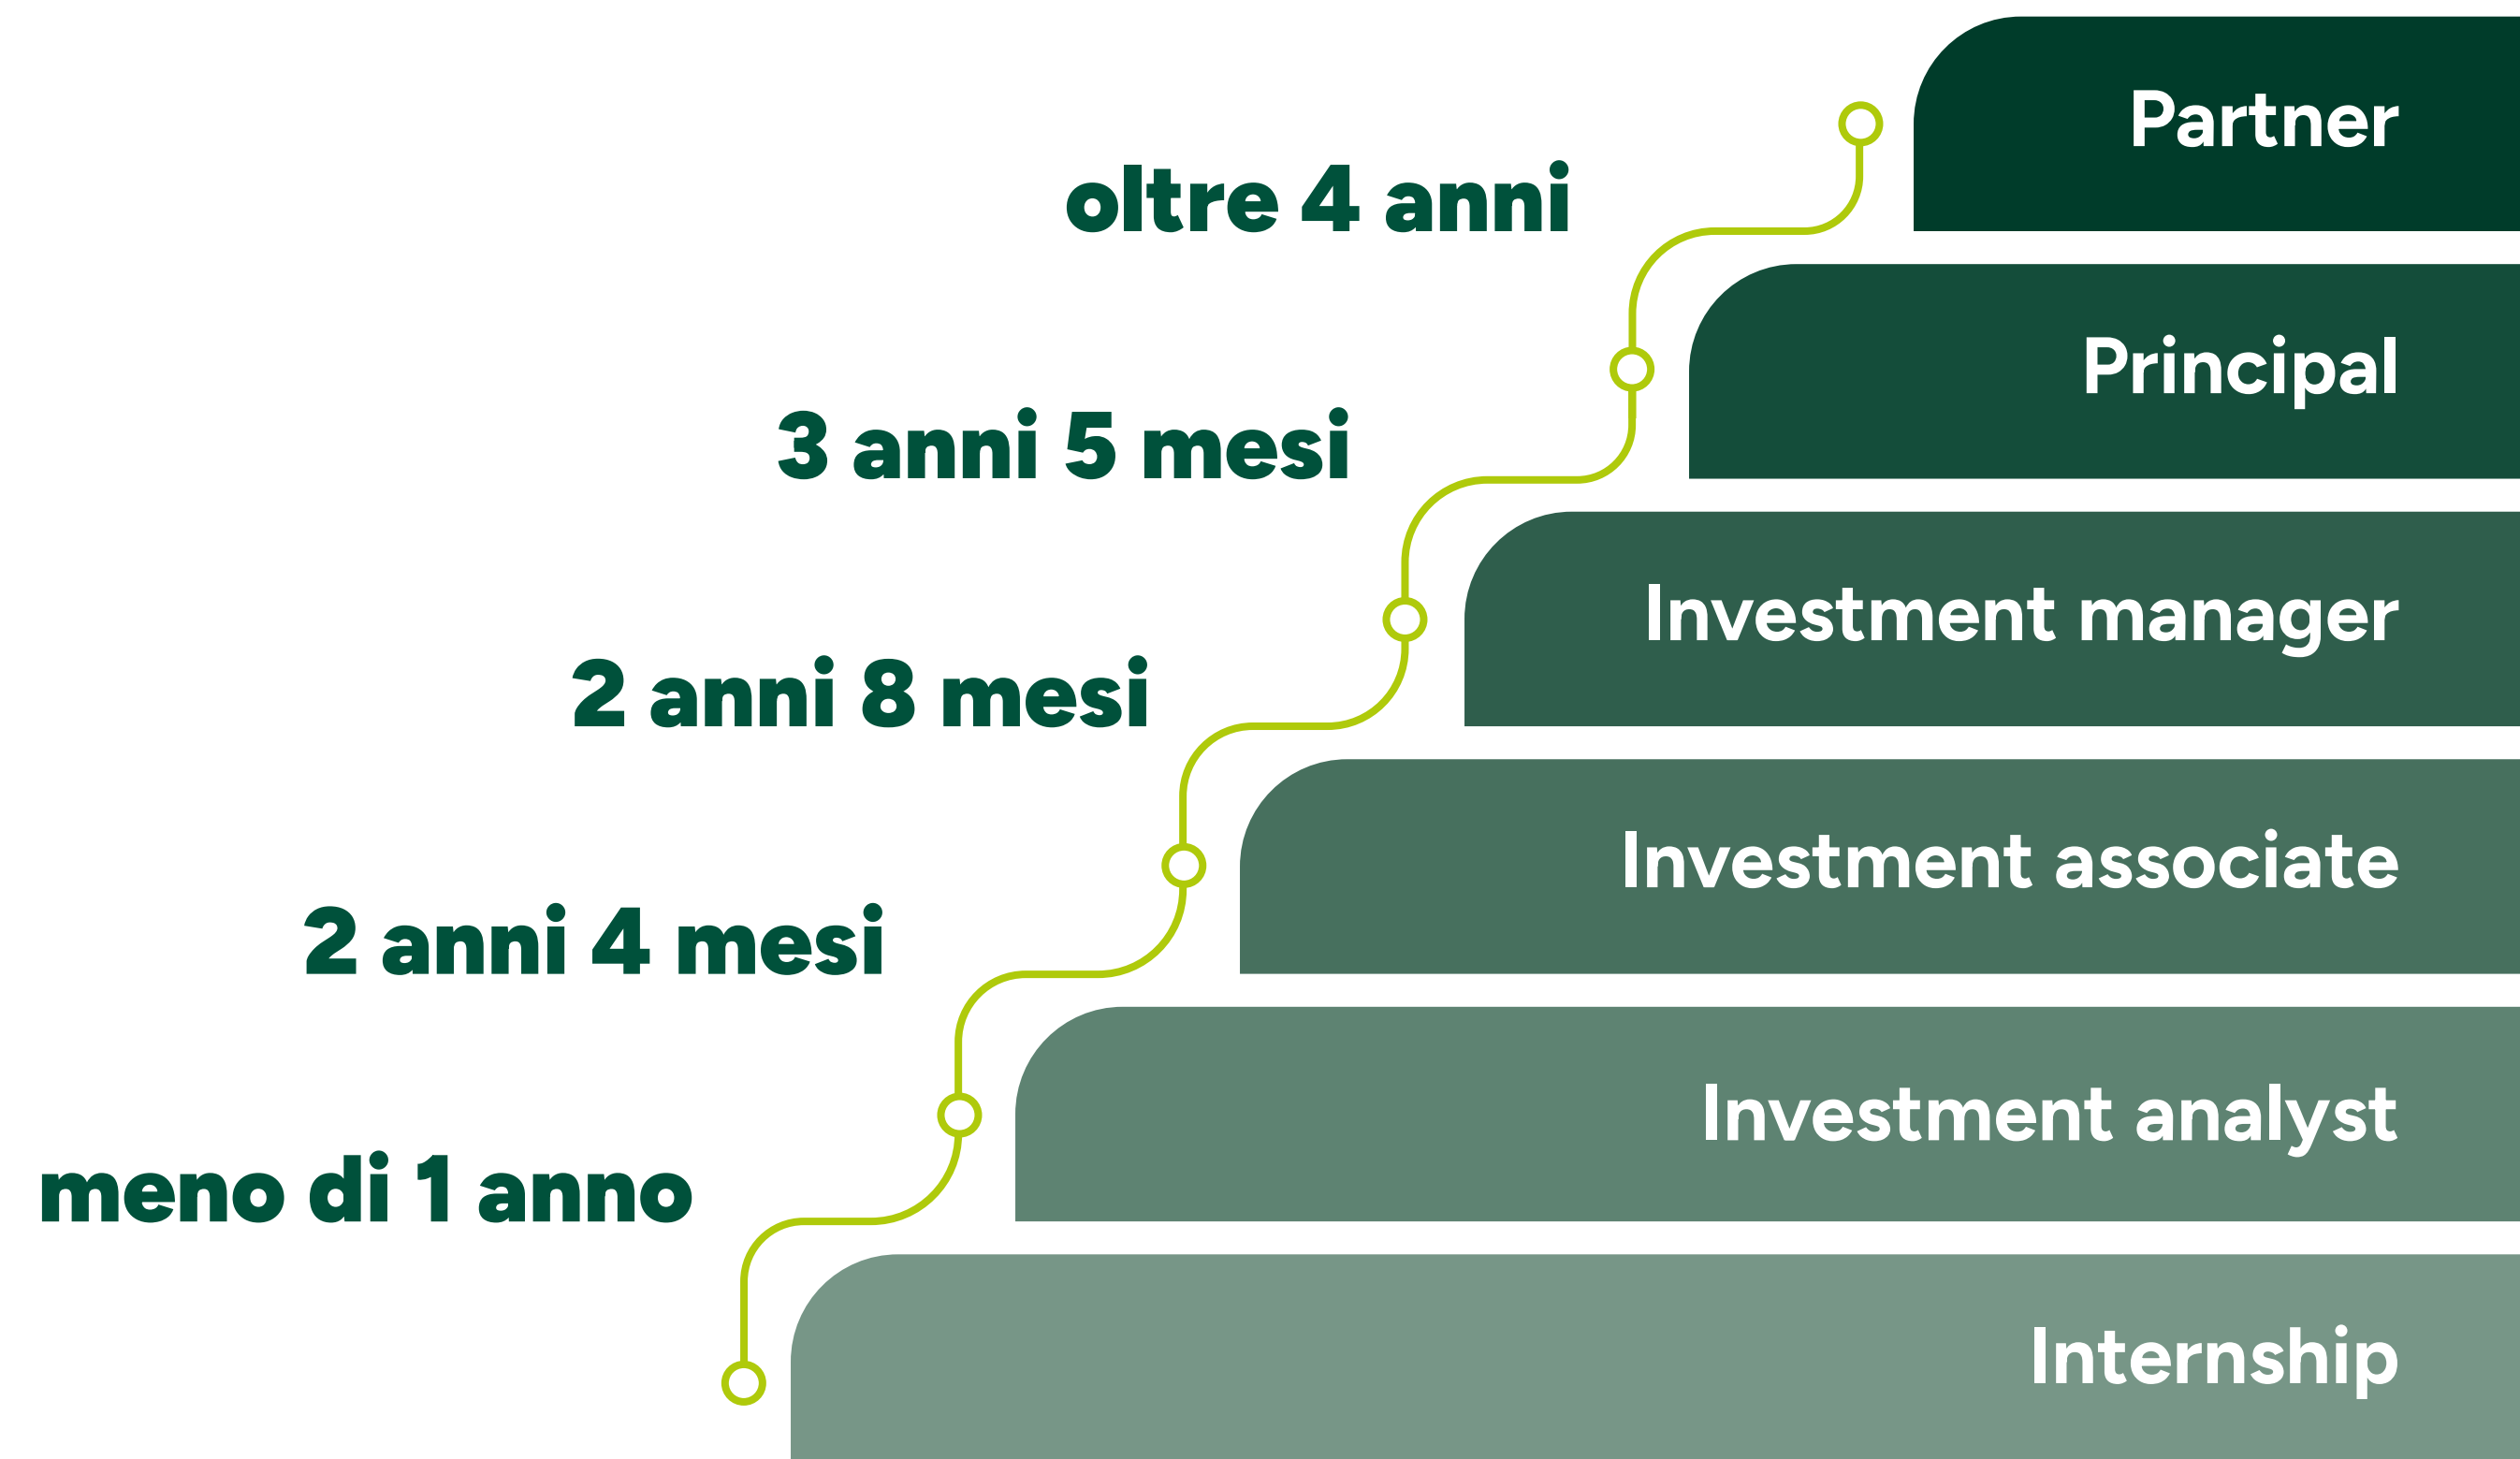 Partner
oltre 4 anni
Principal
3 anni 5 mesi
Investment manager
2 anni 8 mesi
Investment associate
2 anni 4 mesi
Investment analyst
meno di 1 anno
Internship